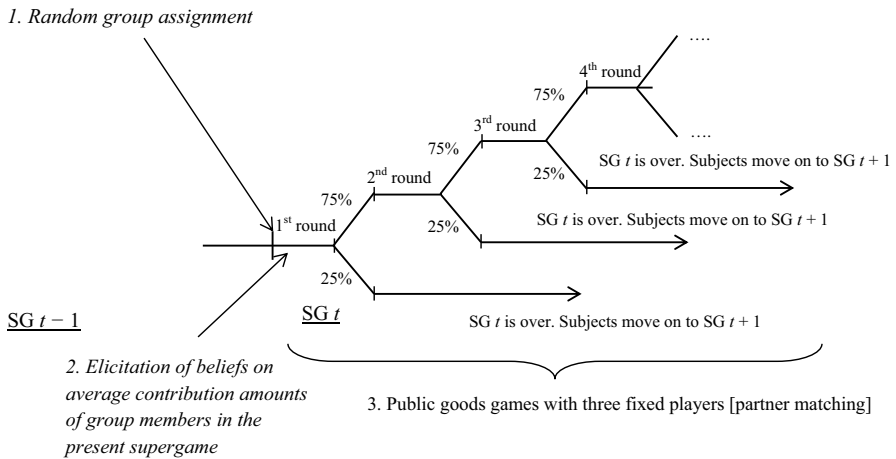 1. Random group assignment
....
4th round
75%
3rd round
....
75%
SG t is over. Subjects move on to SG t + 1
2nd round
25%
75%
SG t is over. Subjects move on to SG t + 1
1st round
25%
25%
SG t − 1
SG t
SG t is over. Subjects move on to SG t + 1
2. Elicitation of beliefs on
average contribution amounts
of group members in the
present supergame
3. Public goods games with three fixed players [partner matching]